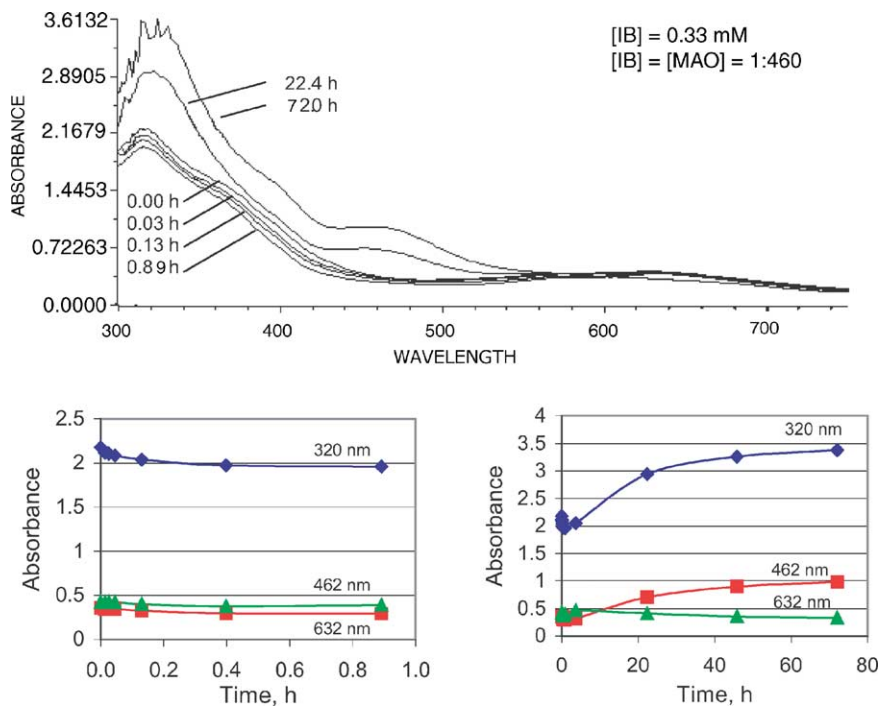 3.6132
2.8905
2.1679
1.4453
0.72263
0.0000
ABSORBANCE
[IB] = 0.33 mM
[IB] = [MAO] = 1:460
22.4 h
72.0 h
0.00 h
0.03 h
0.13 h
0.89 h
300 400 500 600 700
WAVELENGTH
2.5
2
1.5
1
0.5
0
Absorbance
320 nm
462 nm
632 nm
0.0 0.2 0.4 0.6 0.8 1.0
Time, h
4
3.5
3
2.5
2
1.5
1
0.5
0
Absorbance
320 nm
462 nm
632 nm
0 20 40 60 80
Time, h